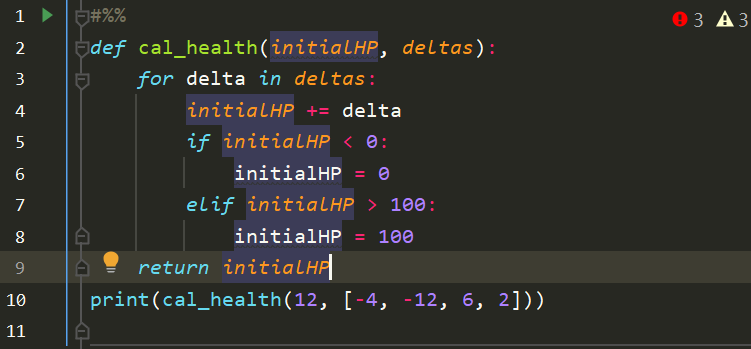 1 #%% 3 3
2 def cal_health(initialHP, deltas):
3     for delta in deltas:
4         initialHP += delta
5         if initialHP < 0:
6             initialHP = 0
7         elif initialHP > 100:
8             initialHP = 100
9     return initialHP
10 print(cal_health(12, [-4, -12, 6, 2]))
11